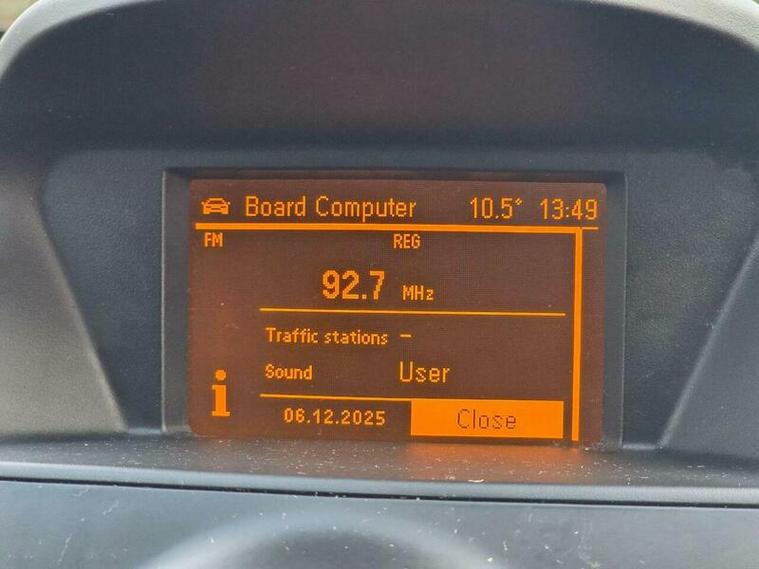 Board Computer 10.5° 13:49
FM REG
92.7 MHz
Traffic stations –
Sound User
i 06.12.2025 Close